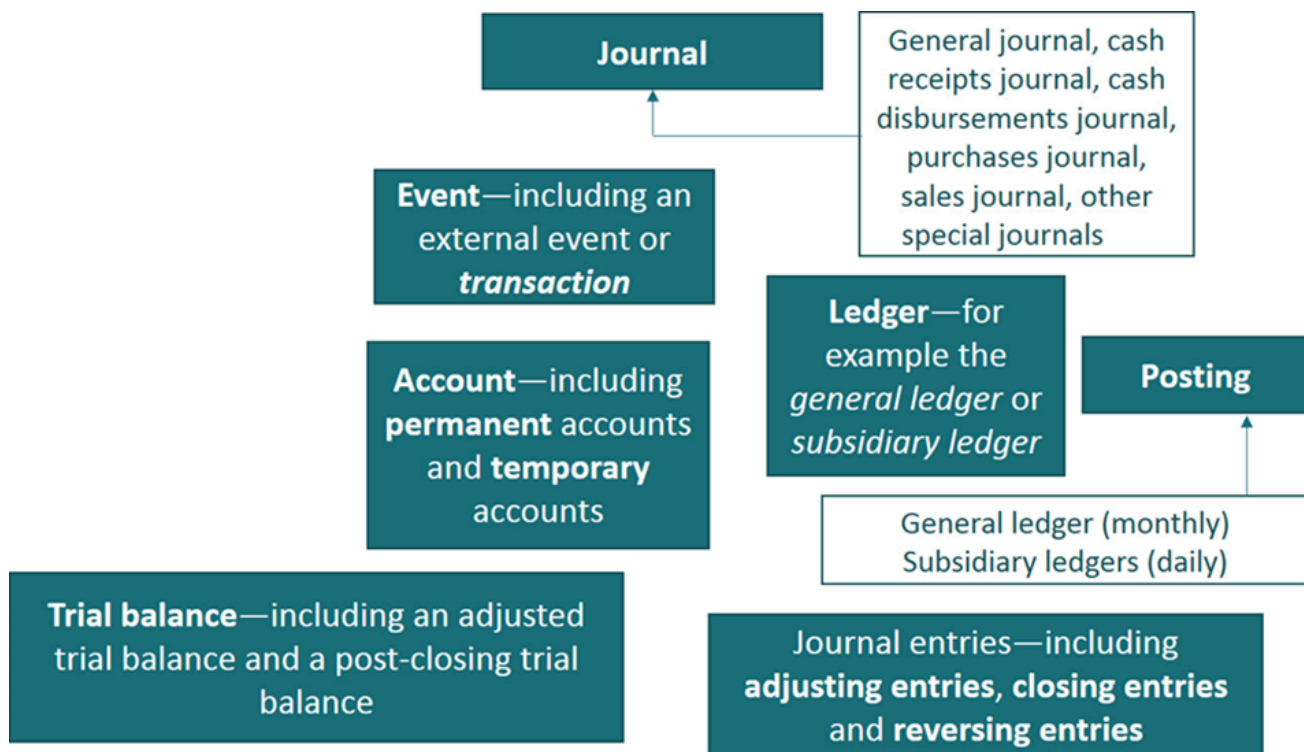 Journal
General journal, cash
receipts journal, cash
disbursements journal,
purchases journal,
sales journal, other
special journals
Event—including an
external event or
transaction
Ledger—for
example the
general ledger or
subsidiary ledger
Posting
Account—including
permanent accounts
and temporary
accounts
General ledger (monthly)
Subsidiary ledgers (daily)
Trial balance—including an adjusted
trial balance and a post-closing trial
balance
Journal entries—including
adjusting entries, closing entries
and reversing entries